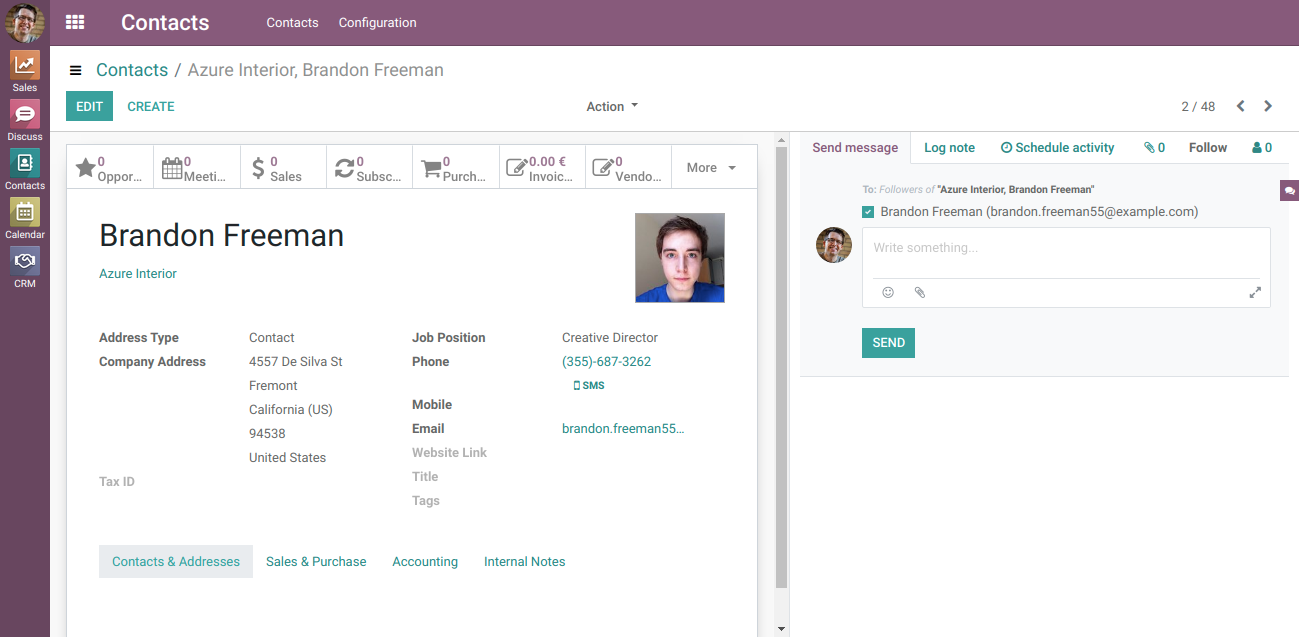 Contacts
Contacts Configuration
Sales
Discuss
Contacts
Calendar
CRM
Contacts / Azure Interior, Brandon Freeman
EDIT CREATE
Action
2 / 48
0 Oppor...
0 Meeti...
0 Sales
0 Subsc...
0 Purch...
0.00 € Invoic...
0 Vendo...
More
Brandon Freeman
Azure Interior
Address Type Contact
Company Address 4557 De Silva St
Fremont
California (US)
94538
United States
Tax ID
Job Position Creative Director
Phone (355)-687-3262
SMS
Mobile
Email brandon.freeman55...
Website Link
Title
Tags
Contacts & Addresses Sales & Purchase Accounting Internal Notes
Send message Log note Schedule activity 0 Follow 0
To: Followers of "Azure Interior, Brandon Freeman"
Brandon Freeman (brandon.freeman55@example.com)
Write something...
SEND